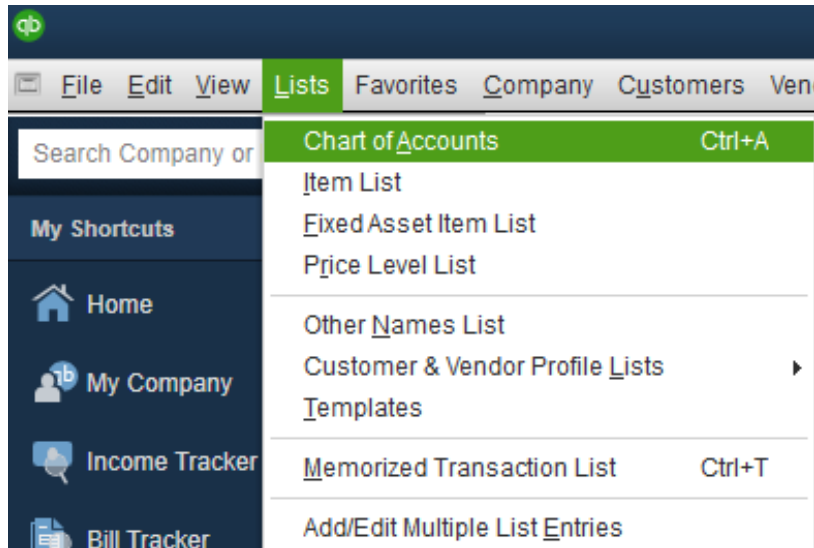 qb
File Edit View Lists Favorites Company Customers Ven
Search Company or
Chart of Accounts Ctrl+A
Item List
My Shortcuts
Fixed Asset Item List
Price Level List
Home
Other Names List
Customer & Vendor Profile Lists
My Company
Templates
Income Tracker
Memorized Transaction List Ctrl+T
Bill Tracker
Add/Edit Multiple List Entries